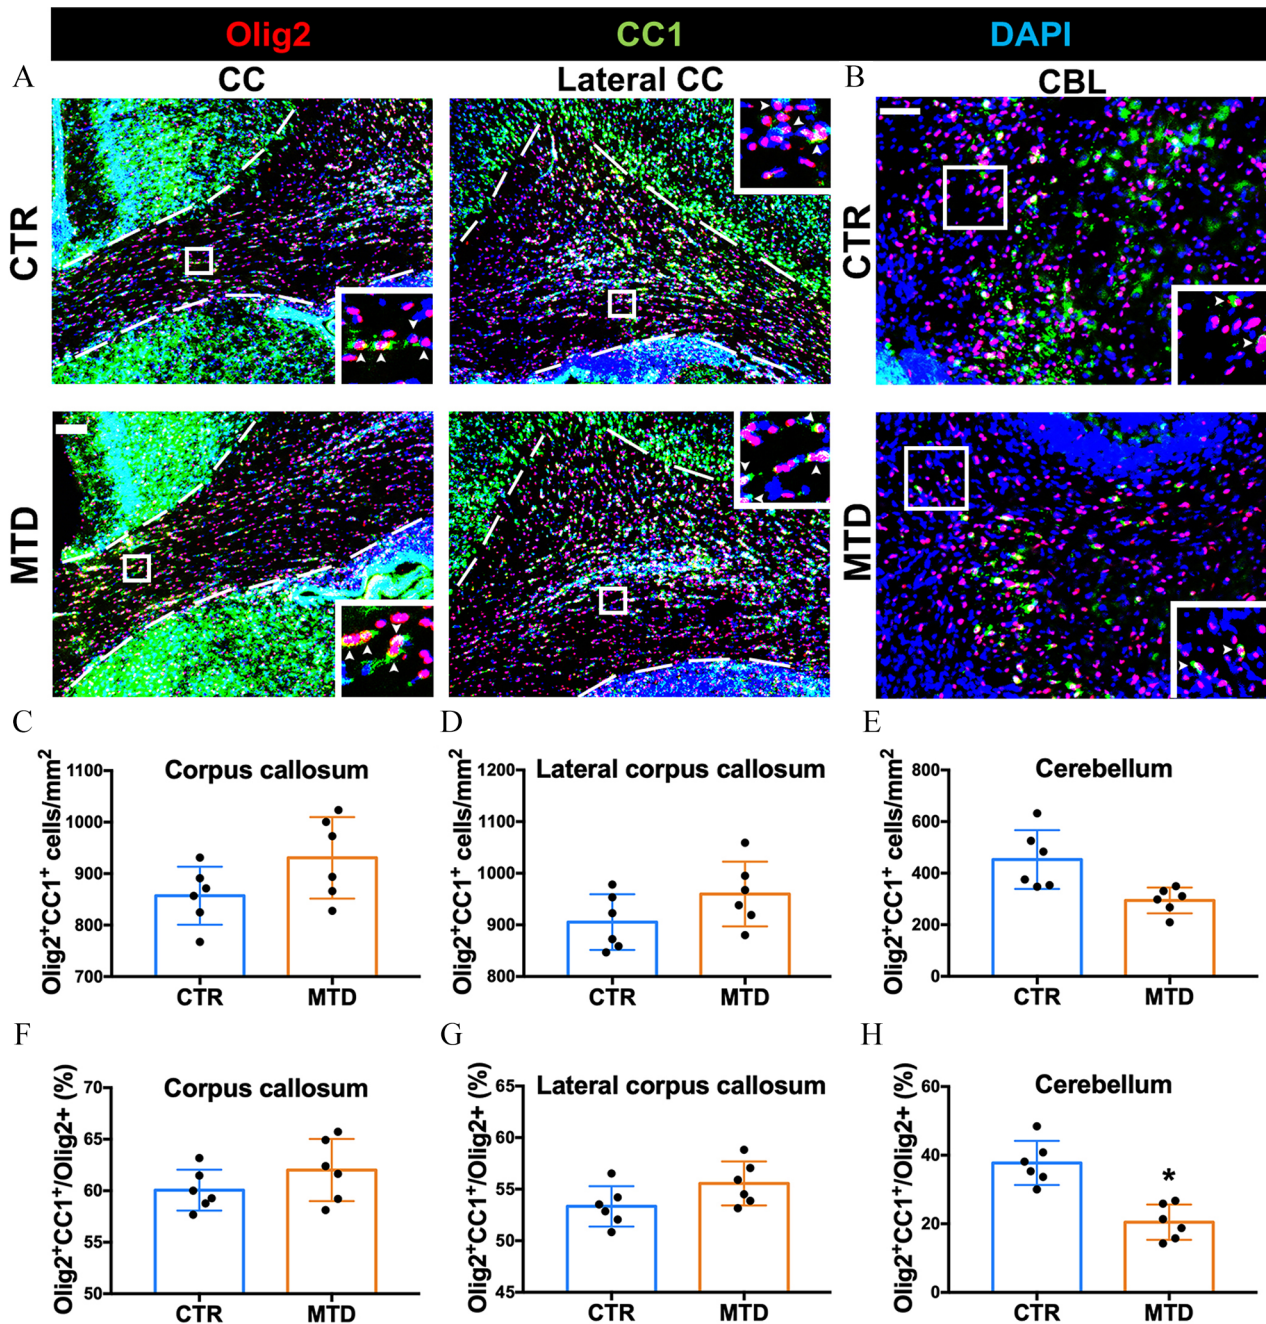 Olig2 CC1 DAPI
A CC Lateral CC B CBL
CTR CTR
MTD MTD
C D E
Corpus callosum
Olig2⁺CC1⁺ cells/mm²
1100
1000
900
800
700
CTR MTD
Lateral corpus callosum
Olig2⁺CC1⁺ cells/mm²
1200
1100
1000
900
800
CTR MTD
Cerebellum
Olig2⁺CC1⁺ cells/mm²
800
600
400
200
0
CTR MTD
F G H
Corpus callosum
Olig2⁺CC1⁺/Olig2+ (%)
70
65
60
55
50
CTR MTD
Lateral corpus callosum
Olig2⁺CC1⁺/Olig2+ (%)
65
60
55
50
45
CTR MTD
Cerebellum
Olig2⁺CC1⁺/Olig2+ (%)
60
40
20
0
*
CTR MTD